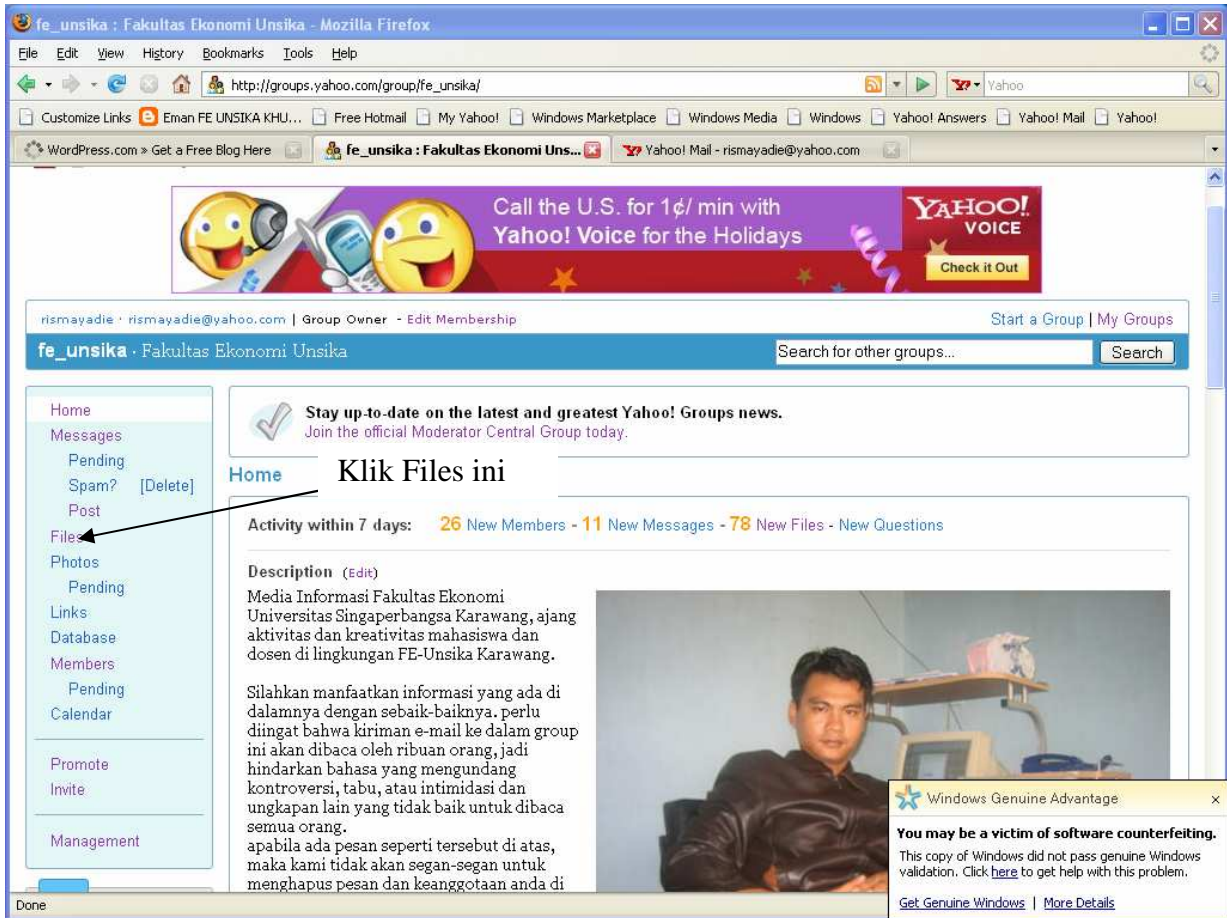 fe_unsika : Fakultas Ekonomi Unsika - Mozilla Firefox
File Edit View History Bookmarks Tools Help
http://groups.yahoo.com/group/fe_unsika/
Yahoo
Customize Links Eman FE UNSIKA KHU... Free Hotmail My Yahoo! Windows Marketplace Windows Media Windows Yahoo! Answers Yahoo! Mail Yahoo!
WordPress.com » Get a Free Blog Here fe_unsika : Fakultas Ekonomi Uns... Yahoo! Mail - rismayadie@yahoo.com
Call the U.S. for 1¢/ min with
Yahoo! Voice for the Holidays
YAHOO!
VOICE
Check it Out
rismayadie · rismayadie@yahoo.com | Group Owner - Edit Membership
Start a Group | My Groups
fe_unsika · Fakultas Ekonomi Unsika
Search for other groups...
Search
Home
Messages
Pending
Spam? [Delete]
Post
Files
Photos
Pending
Links
Database
Members
Pending
Calendar
Promote
Invite
Management
Stay up-to-date on the latest and greatest Yahoo! Groups news.
Join the official Moderator Central Group today.
Klik Files ini
Home
Activity within 7 days: 26 New Members - 11 New Messages - 78 New Files - New Questions
Description (Edit)
Media Informasi Fakultas Ekonomi
Universitas Singaperbangsa Karawang, ajang
aktivitas dan kreativitas mahasiswa dan
dosen di lingkungan FE-Unsika Karawang.
Silahkan manfaatkan informasi yang ada di
dalamnya dengan sebaik-baiknya. perlu
diingat bahwa kiriman e-mail ke dalam group
ini akan dibaca oleh ribuan orang, jadi
hindarkan bahasa yang mengundang
kontroversi, tabu, atau intimidasi dan
ungkapan lain yang tidak baik untuk dibaca
semua orang.
apabila ada pesan seperti tersebut di atas,
maka kami tidak akan segan-segan untuk
menghapus pesan dan keanggotaan anda di
Windows Genuine Advantage
You may be a victim of software counterfeiting.
This copy of Windows did not pass genuine Windows
validation. Click here to get help with this problem.
Get Genuine Windows | More Details
Done